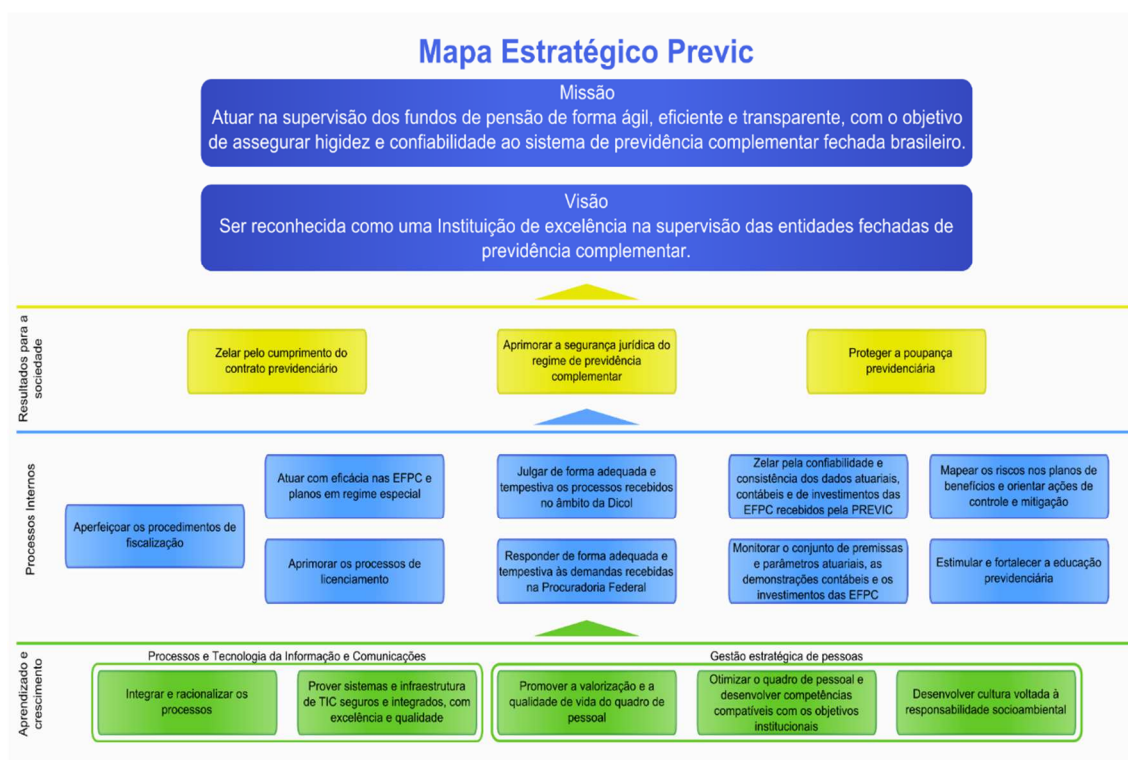 Mapa Estratégico Previc
Missão
Atuar na supervisão dos fundos de pensão de forma ágil, eficiente e transparente, com o objetivo
de assegurar higidez e confiabilidade ao sistema de previdência complementar fechada brasileiro.
Visão
Ser reconhecida como uma Instituição de excelência na supervisão das entidades fechadas de
previdência complementar.
Resultados para a
sociedade
Zelar pelo cumprimento do
contrato previdenciário
Aprimorar a segurança jurídica do
regime de previdência
complementar
Proteger a poupança
previdenciária
Processos Internos
Aperfeiçoar os procedimentos de
fiscalização
Atuar com eficácia nas EFPC e
planos em regime especial
Julgar de forma adequada e
tempestiva os processos recebidos
no âmbito da Dicol
Zelar pela confiabilidade e
consistência dos dados atuariais,
contábeis e de investimentos das
EFPC recebidos pela PREVIC
Mapear os riscos nos planos de
benefícios e orientar ações de
controle e mitigação
Aprimorar os processos de
licenciamento
Responder de forma adequada e
tempestiva às demandas recebidas
na Procuradoria Federal
Monitorar o conjunto de premissas
e parâmetros atuariais, as
demonstrações contábeis e os
investimentos das EFPC
Estimular e fortalecer a educação
previdenciária
Aprendizado e
crescimento
Processos e Tecnologia da Informação e Comunicações
Integrar e racionalizar os
processos
Prover sistemas e infraestrutura
de TIC seguros e integrados, com
excelência e qualidade
Gestão estratégica de pessoas
Promover a valorização e a
qualidade de vida do quadro de
pessoal
Otimizar o quadro de pessoal e
desenvolver competências
compatíveis com os objetivos
institucionais
Desenvolver cultura voltada à
responsabilidade socioambiental